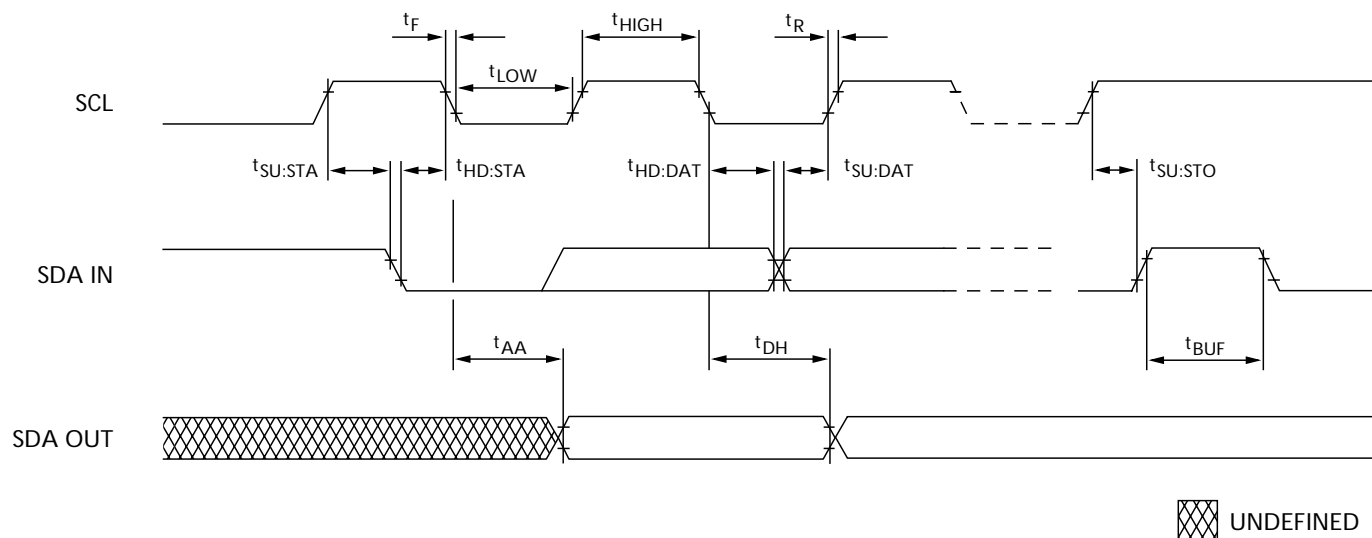 tF
tHIGH
tR
tLOW
SCL
tSU:STA
tHD:STA
tHD:DAT
tSU:DAT
tSU:STO
SDA IN
tAA
tDH
tBUF
SDA OUT
UNDEFINED